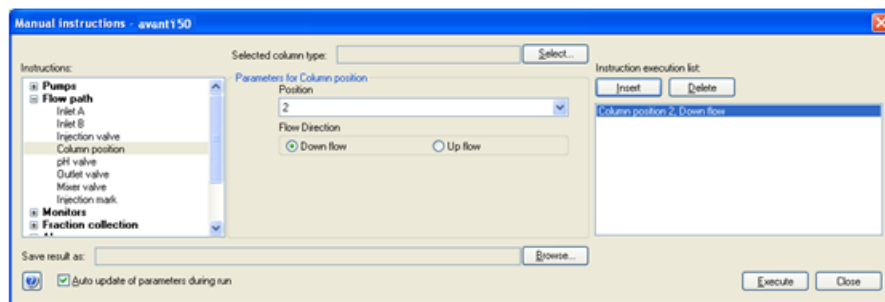 Manual instructions - avant150
Selected column type:
Select...
Instructions:
Pumps
Flow path
Inlet A
Inlet B
Injection valve
Column position
pH valve
Outlet valve
Mixer valve
Injection mark
Monitors
Fraction collection
Parameters for Column position
Position
2
Flow Direction
Down flow
Up flow
Instruction execution list:
Insert
Delete
Column position 2, Down flow
Save result as:
Browse...
Auto update of parameters during run
Execute
Close